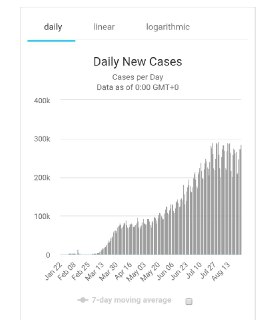 daily linear logarithmic
Daily New Cases
Cases per Day
Data as of 0:00 GMT+0
400k
300k
200k
100k
0
Jan 22 Feb 08 Feb 25 Mar 13 Mar 30 Apr 16 May 03 May 20 Jun 06 Jun 23 Jul 10 Jul 27 Aug 13
7-day moving average